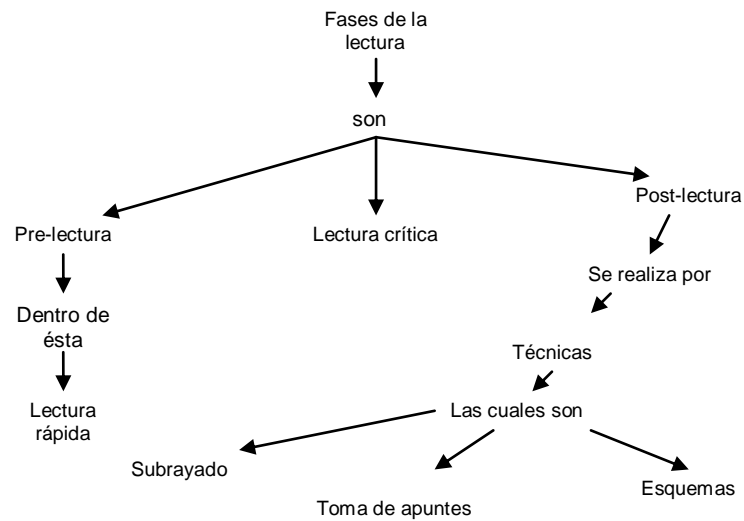 Fases de la
lectura
son
Pre-lectura
Lectura crítica
Post-lectura
Dentro de
ésta
Se realiza por
Lectura
rápida
Técnicas
Las cuales son
Subrayado
Toma de apuntes
Esquemas